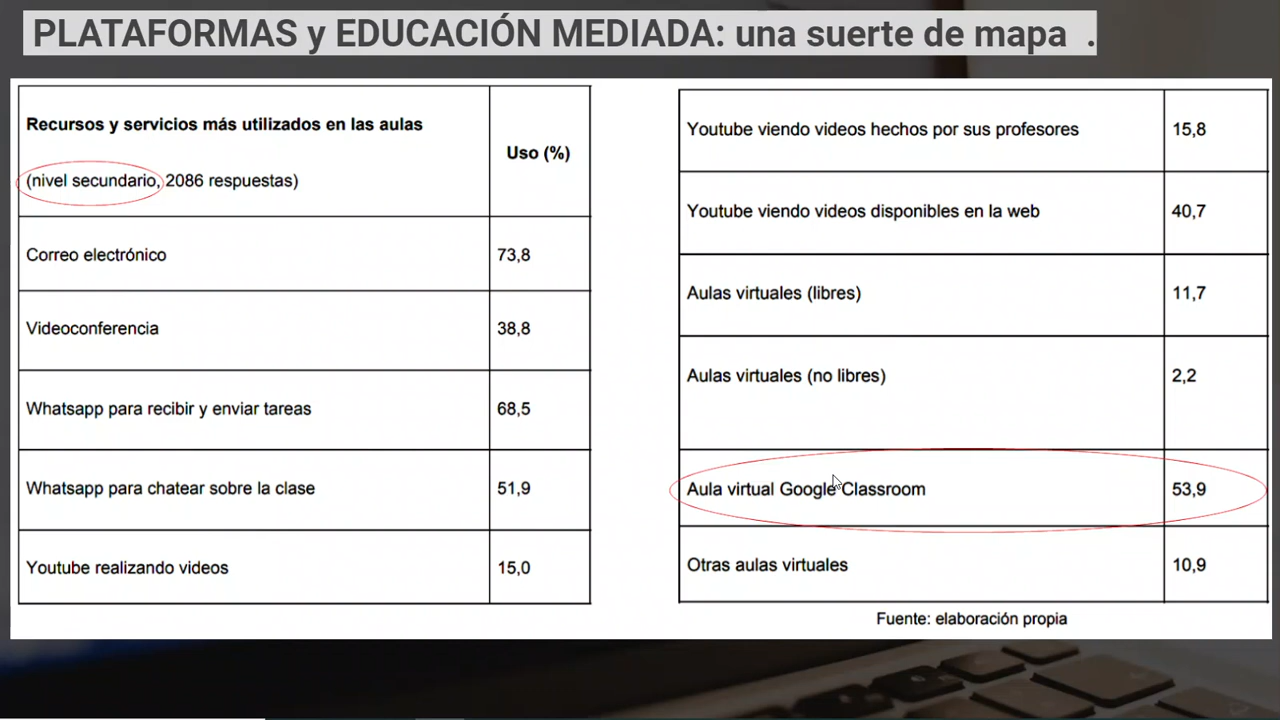 PLATAFORMAS y EDUCACIÓN MEDIADA: una suerte de mapa .
Recursos y servicios más utilizados en las aulas
(nivel secundario, 2086 respuestas)
Uso (%)
Correo electrónico 73,8
Videoconferencia 38,8
Whatsapp para recibir y enviar tareas 68,5
Whatsapp para chatear sobre la clase 51,9
Youtube realizando videos 15,0
Youtube viendo videos hechos por sus profesores 15,8
Youtube viendo videos disponibles en la web 40,7
Aulas virtuales (libres) 11,7
Aulas virtuales (no libres) 2,2
Aula virtual Google Classroom 53,9
Otras aulas virtuales 10,9
Fuente: elaboración propia